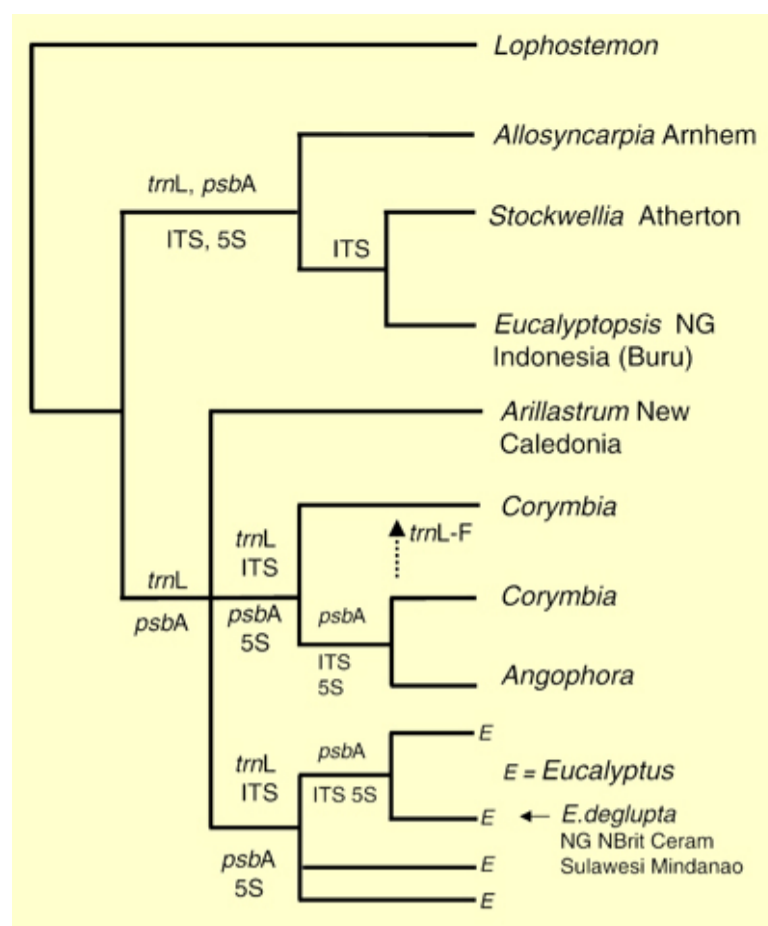 Lophostemon
Allosyncarpia Arnhem
trnL, psbA
ITS, 5S
Stockwellia Atherton
ITS
Eucalyptopsis NG
Indonesia (Buru)
Arillastrum New
Caledonia
Corymbia
trnL
ITS
trnL-F
trnL
psbA
psbA
5S
psbA
ITS
5S
Corymbia
Angophora
E
trnL
ITS
psbA
ITS 5S
E = Eucalyptus
E
E.deglupta
NG NBrit Ceram
Sulawesi Mindanao
psbA
5S
E
E